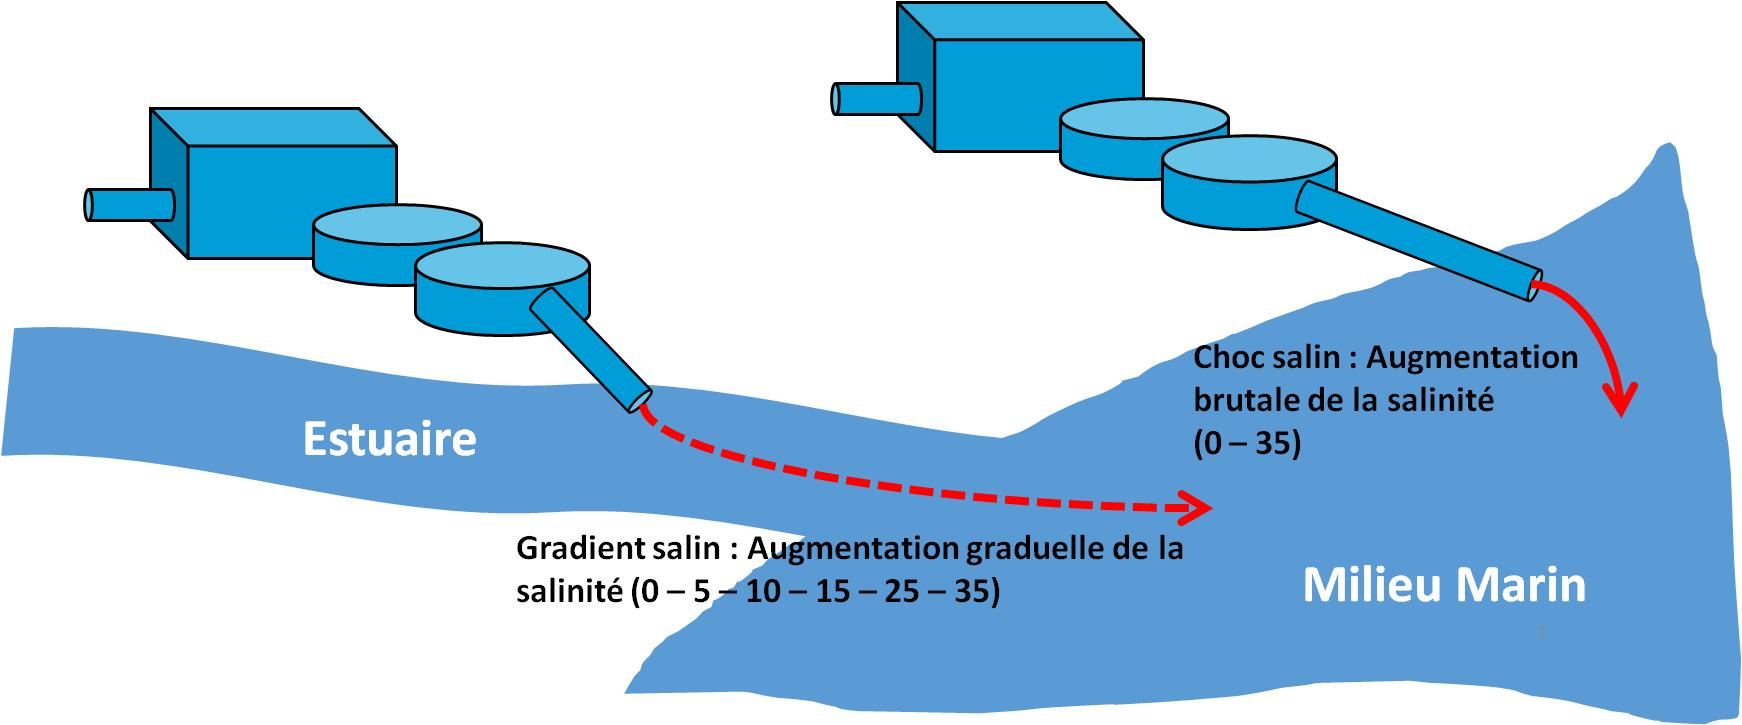 Choc salin : Augmentation
brutale de la salinité
(0 – 35)
Estuaire
Gradient salin : Augmentation graduelle de la
salinité (0 – 5 – 10 – 15 – 25 – 35)
Milieu Marin
7